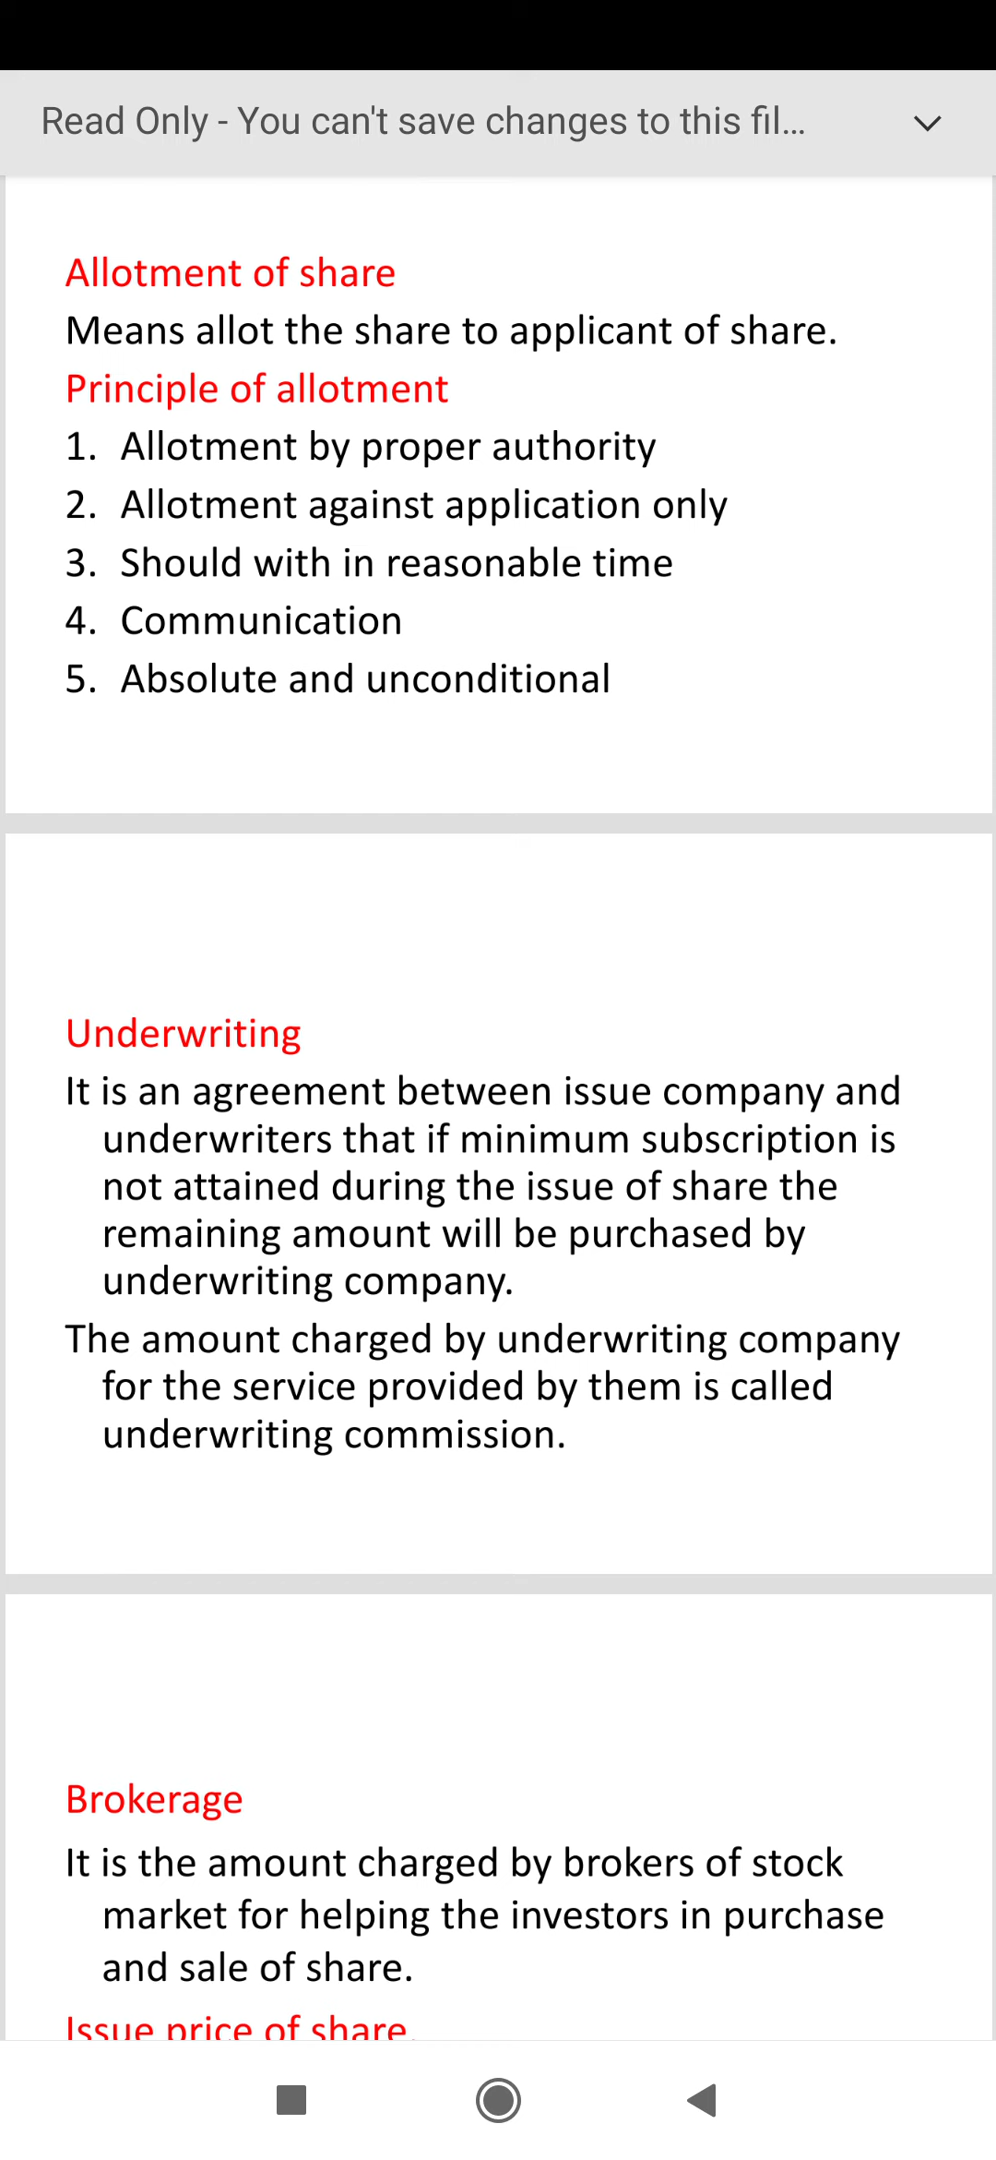 Read Only - You can't save changes to this fil...
Allotment of share
Means allot the share to applicant of share.
Principle of allotment
1. Allotment by proper authority
2. Allotment against application only
3. Should with in reasonable time
4. Communication
5. Absolute and unconditional
Underwriting
It is an agreement between issue company and
underwriters that if minimum subscription is
not attained during the issue of share the
remaining amount will be purchased by
underwriting company.
The amount charged by underwriting company
for the service provided by them is called
underwriting commission.
Brokerage
It is the amount charged by brokers of stock
market for helping the investors in purchase
and sale of share.
Issue price of share.